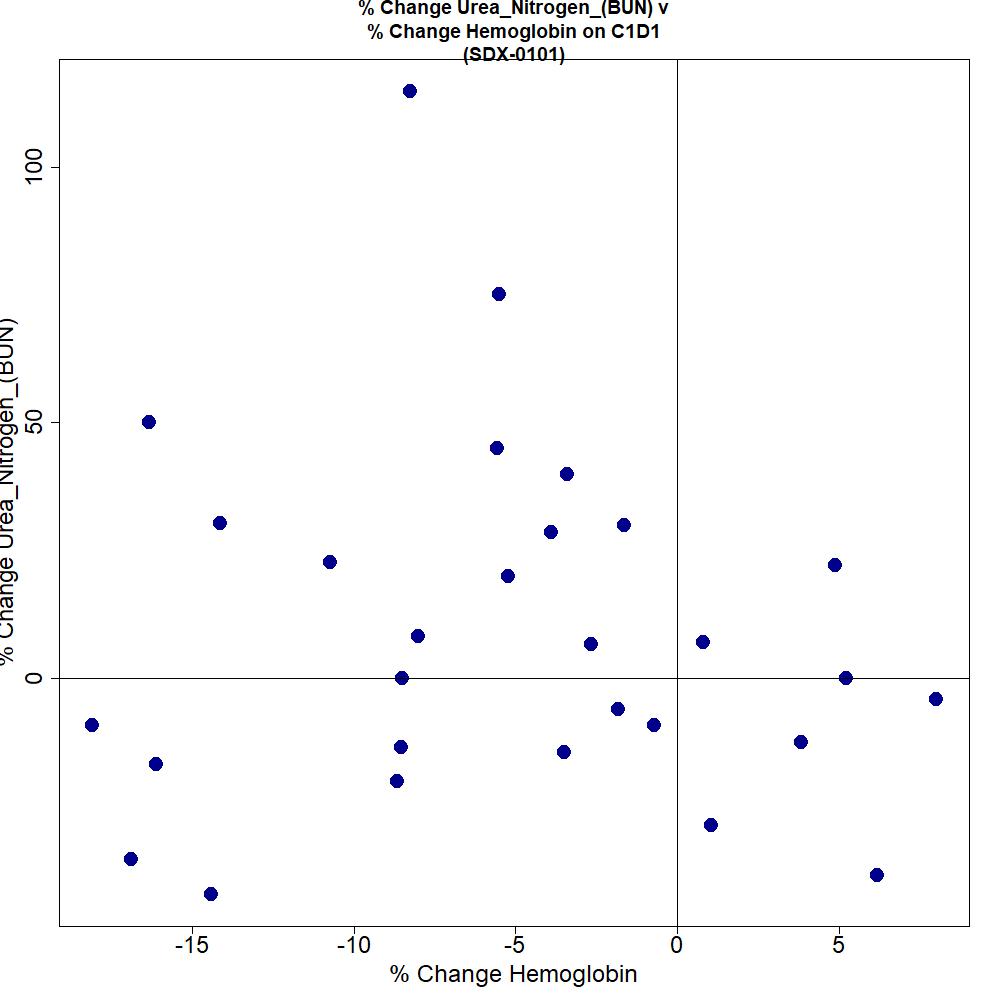 % Change Urea_Nitrogen_(BUN) v
% Change Hemoglobin on C1D1
(SDX-0101)
% Change Urea_Nitrogen_(BUN)
100
50
0
-15
-10
-5
0
5
% Change Hemoglobin